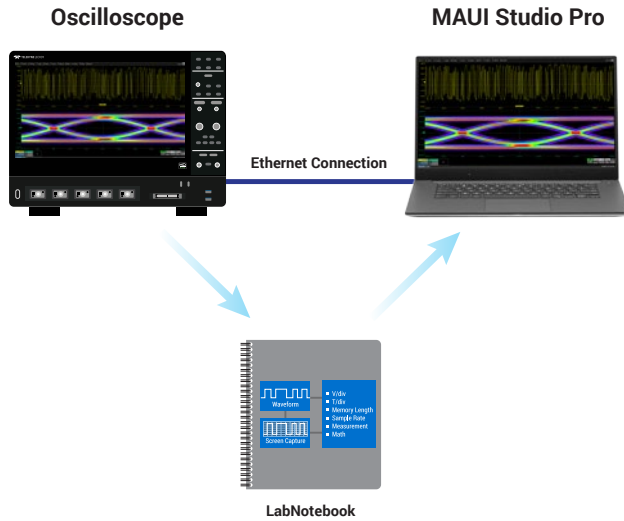 Oscilloscope
MAUI Studio Pro
Ethernet Connection
Waveform
Screen Capture
V/div
T/div
Memory Length
Sample Rate
Measurement
Math
LabNotebook